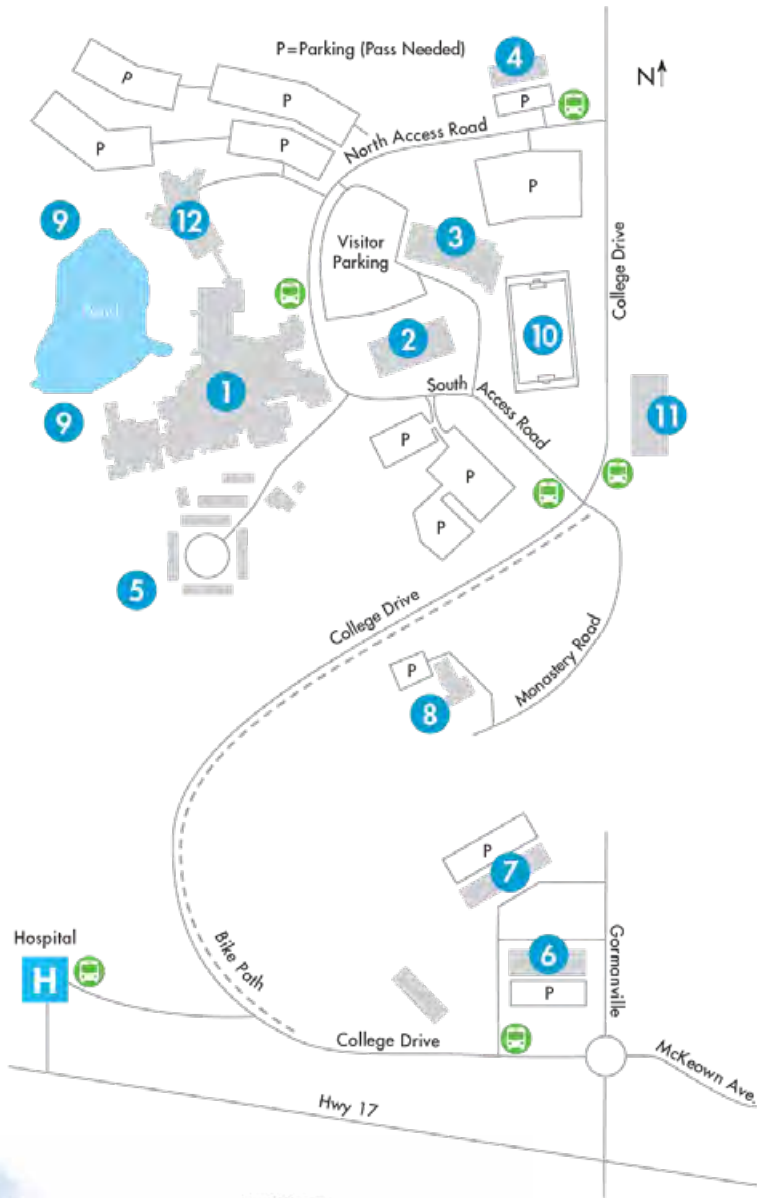 P=Parking (Pass Needed)
4
N
P
P
P
P
P
North Access Road
P
12
9
3
Visitor
Parking
College Drive
Pond
2
10
1
South Access Road
11
9
P
P
P
5
College Drive
Monastery Road
P
8
P
7
Hospital
H
Bike Path
6
Gormanville
P
College Drive
McKeown Ave.
Hwy 17